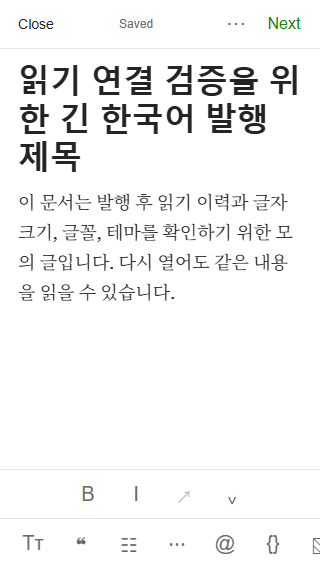 Close Saved ··· Next
읽기 연결 검증을 위
한 긴 한국어 발행
제목
이 문서는 발행 후 읽기 이력과 글자
크기, 글꼴, 테마를 확인하기 위한 모
의 글입니다. 다시 열어도 같은 내용
을 읽을 수 있습니다.
B I
Tт ❝ ··· @ {}